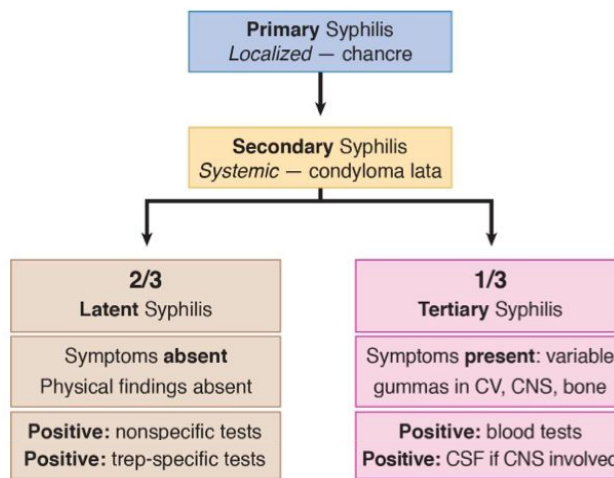 Primary Syphilis
Localized — chancre
Secondary Syphilis
Systemic — condyloma lata
2/3
Latent Syphilis
Symptoms absent
Physical findings absent
Positive: nonspecific tests
Positive: trep-specific tests
1/3
Tertiary Syphilis
Symptoms present: variable
gummas in CV, CNS, bone
Positive: blood tests
Positive: CSF if CNS involved